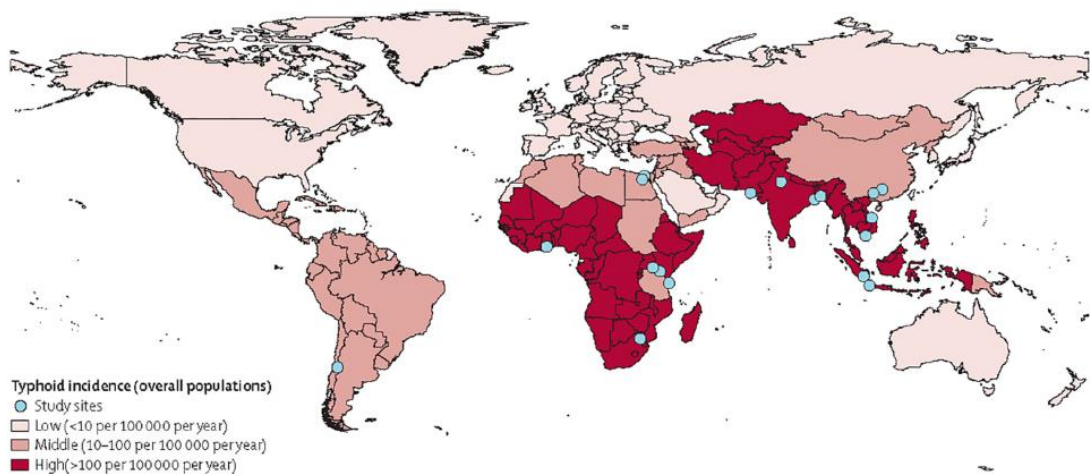 Typhoid incidence (overall populations)
Study sites
Low (<10 per 100 000 per year)
Middle (10–100 per 100 000 per year)
High(>100 per 100 000 per year)